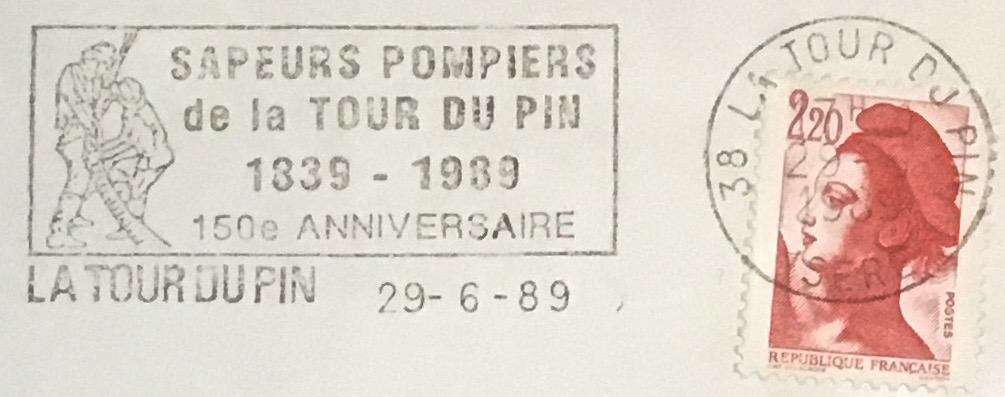 SAPEURS POMPIERS
de la TOUR DU PIN
1839 - 1989
150e ANNIVERSAIRE
LA TOUR DU PIN 29-6-89
38 LA TOUR DU PIN
ISERE
2,20
POSTES
REPUBLIQUE FRANÇAISE